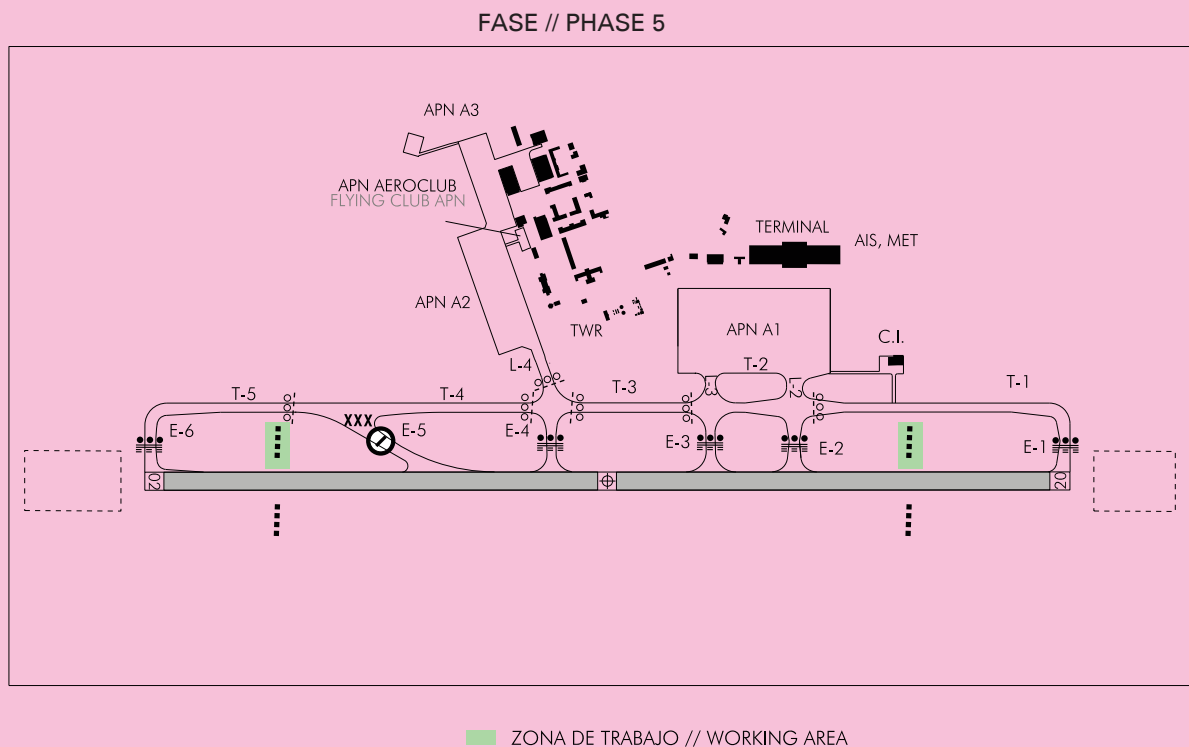 FASE // PHASE 5
APN A3
APN AEROCLUB
FLYING CLUB APN
TERMINAL
AIS, MET
APN A2
TWR
APN A1
C.I.
L-4
T-2
T-5
T-4
T-3
L-3
L-2
T-1
XXX
E-6
E-5
E-4
E-3
E-2
E-1
02
20
ZONA DE TRABAJO // WORKING AREA